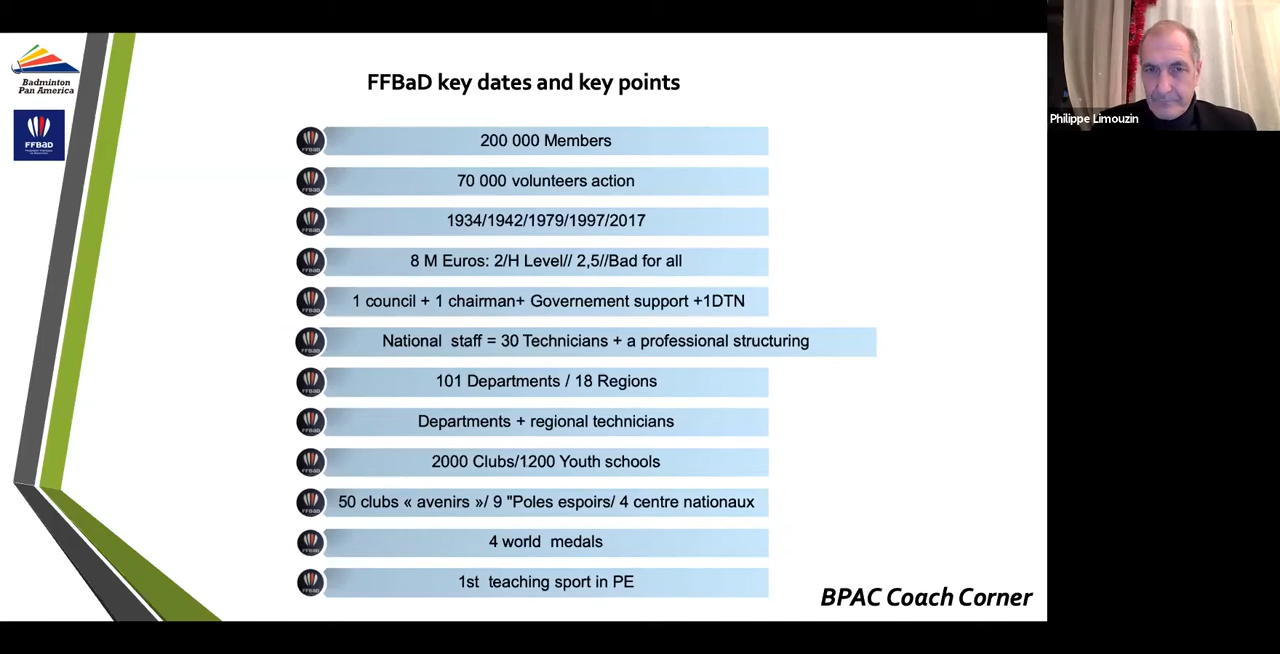 Badminton
Pan America
FFBaD
FFBaD key dates and key points
200 000 Members
70 000 volunteers action
1934/1942/1979/1997/2017
8 M Euros: 2/H Level// 2,5//Bad for all
1 council + 1 chairman+ Governement support +1DTN
National staff = 30 Technicians + a professional structuring
101 Departments / 18 Regions
Departments + regional technicians
2000 Clubs/1200 Youth schools
50 clubs « avenirs »/ 9 "Poles espoirs/ 4 centre nationaux
4 world medals
1st teaching sport in PE
BPAC Coach Corner
Philippe Limouzin